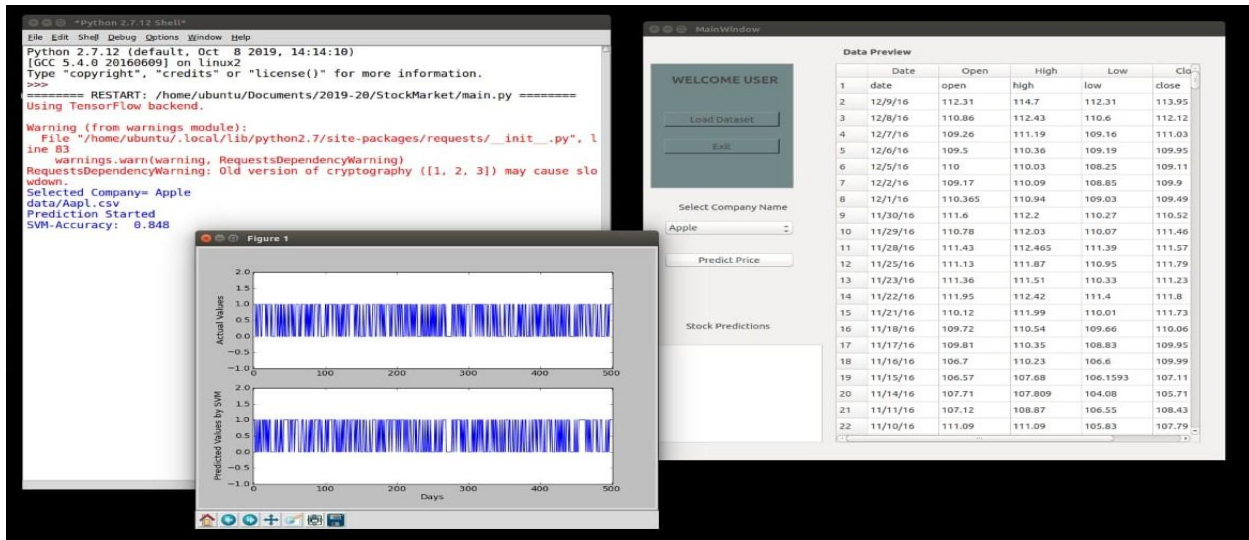 *Python 2.7.12 Shell*
File Edit Shell Debug Options Window Help
Python 2.7.12 (default, Oct 8 2019, 14:14:10)
[GCC 5.4.0 20160609] on linux2
Type "copyright", "credits" or "license()" for more information.
>>>
======== RESTART: /home/ubuntu/Documents/2019-20/StockMarket/main.py ========
Using TensorFlow backend.
Warning (from warnings module):
File "/home/ubuntu/.local/lib/python2.7/site-packages/requests/__init__.py", l
ine 83
warnings.warn(warning, RequestsDependencyWarning)
RequestsDependencyWarning: Old version of cryptography ([1, 2, 3]) may cause slo
wdown.
Selected Company= Apple
data/Aapl.csv
Prediction Started
SVM-Accuracy: 0.848
Figure 1
2.0
1.5
1.0
0.5
0.0
−0.5
−1.0
Actual Values
0 100 200 300 400 500
2.0
1.5
1.0
0.5
0.0
−0.5
−1.0
Predicted Values by SVM
0 100 200 300 400 500
Days
MainWindow
WELCOME USER
Load Dataset
Exit
Select Company Name
Apple
Predict Price
Stock Predictions
Data Preview
Date Open High Low Clo
1 date open high low close
2 12/9/16 112.31 114.7 112.31 113.95
3 12/8/16 110.86 112.43 110.6 112.12
4 12/7/16 109.26 111.19 109.16 111.03
5 12/6/16 109.5 110.36 109.19 109.95
6 12/5/16 110 110.03 108.25 109.11
7 12/2/16 109.17 110.09 108.85 109.9
8 12/1/16 110.365 110.94 109.03 109.49
9 11/30/16 111.6 112.2 110.27 110.52
10 11/29/16 110.78 112.03 110.07 111.46
11 11/28/16 111.43 112.465 111.39 111.57
12 11/25/16 111.13 111.87 110.95 111.79
13 11/23/16 111.36 111.51 110.33 111.23
14 11/22/16 111.95 112.42 111.4 111.8
15 11/21/16 110.12 111.99 110.01 111.73
16 11/18/16 109.72 110.54 109.66 110.06
17 11/17/16 109.81 110.35 108.83 109.95
18 11/16/16 106.7 110.23 106.6 109.99
19 11/15/16 106.57 107.68 106.1593 107.11
20 11/14/16 107.71 107.809 104.08 105.71
21 11/11/16 107.12 108.87 106.55 108.43
22 11/10/16 111.09 111.09 105.83 107.79